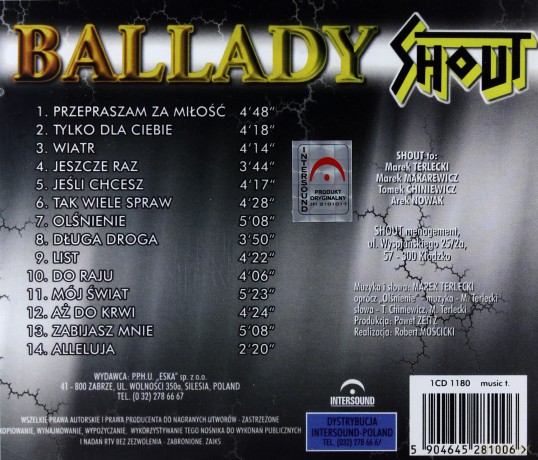 BALLADY SHOUT
1. PRZEPRASZAM ZA MIŁOŚĆ 4'48"
2. TYLKO DLA CIEBIE 4'18"
3. WIATR 4'14"
4. JESZCZE RAZ 3'44"
5. JEŚLI CHCESZ 4'17"
6. TAK WIELE SPRAW 4'28"
7. OLŚNIENIE 5'08"
8. DŁUGA DROGA 3'50"
9. LIST 4'22"
10. DO RAJU 4'06"
11. MÓJ ŚWIAT 5'23"
12. AŻ DO KRWI 4'24"
13. ZABIJASZ MNIE 5'08"
14. ALLELUJA 2'20"
INTERSOUND
PRODUKT
ORYGINALNY
SHOUT to:
Marek TERLECKI
Marek MAKAREWICZ
Tomek CHINIEWICZ
Arek NOWAK
SHOUT menagement,
ul. Wyspiańskiego 25/2a,
57 - 300 Kłodzko
Muzyka i słowa: MAREK TERLECKI
oprócz „Olśnienie" muzyka - M. Terlecki
słowa - T. Chiniewicz, M. Terlecki
Produkcja: Paweł ZEITZ
Realizacja: Robert MOŚCICKI
WYDAWCA: P.P.H.U. „ESKA" sp. z o.o.
41 - 800 ZABRZE, UL. WOLNOŚCI 350a, SILESIA, POLAND
TEL. (0 32) 278 66 67
WSZELKIE PRAWA AUTORSKIE I PRAWA PRODUCENTA DO NAGRANYCH UTWORÓW - ZASTRZEŻONE
KOPIOWANIE, WYNAJMOWANIE, WYPOŻYCZANIE, WYKORZYSTYWANIE TEGO NOSNIKA DO WYKONAŃ PUBLICZNYCH
I NADAŃ RTV BEZ ZEZWOLENIA - ZABRONIONE. ZAIKS
INTERSOUND
DYSTRYBUCJA
INTERSOUND-POLAND
TEL. (032) 278 66 67
1CD 1180 music t.
5 904645 281006 >